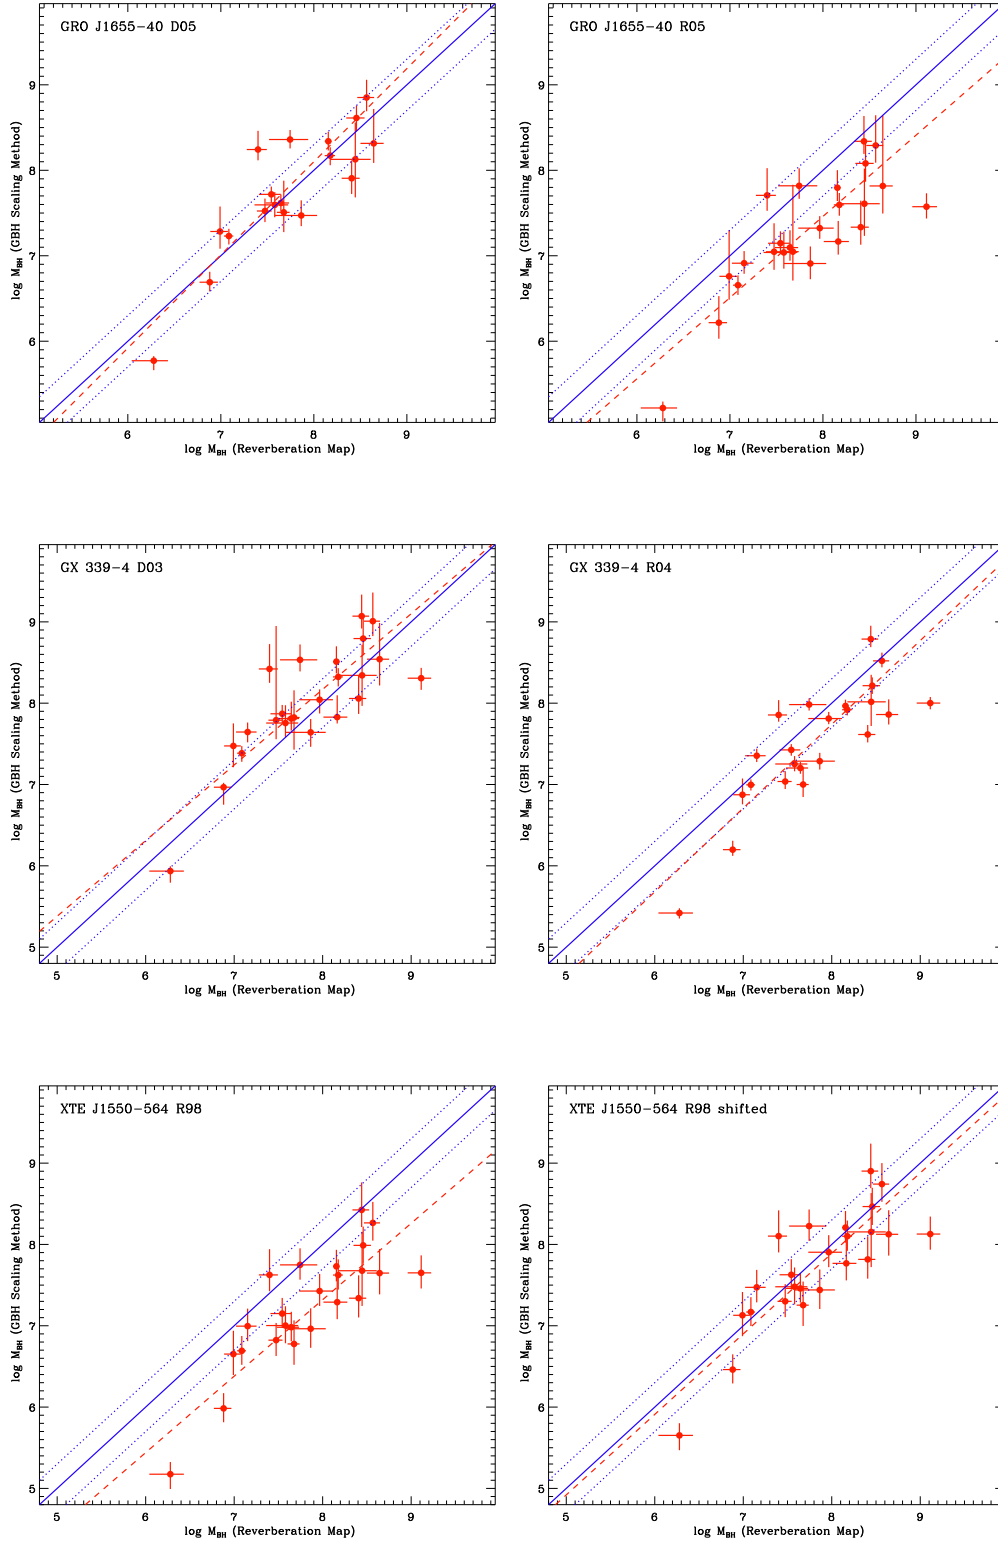 GRO J1655−40 D05
9
8
7
6
log M_BH (GBH Scaling Method)
6 7 8 9
log M_BH (Reverberation Map)
GRO J1655−40 R05
9
8
7
6
log M_BH (GBH Scaling Method)
6 7 8 9
log M_BH (Reverberation Map)
GX 339−4 D03
9
8
7
6
5
log M_BH (GBH Scaling Method)
5 6 7 8 9
log M_BH (Reverberation Map)
GX 339−4 R04
9
8
7
6
5
log M_BH (GBH Scaling Method)
5 6 7 8 9
log M_BH (Reverberation Map)
XTE J1550−564 R98
9
8
7
6
5
log M_BH (GBH Scaling Method)
5 6 7 8 9
log M_BH (Reverberation Map)
XTE J1550−564 R98 shifted
9
8
7
6
5
log M_BH (GBH Scaling Method)
5 6 7 8 9
log M_BH (Reverberation Map)